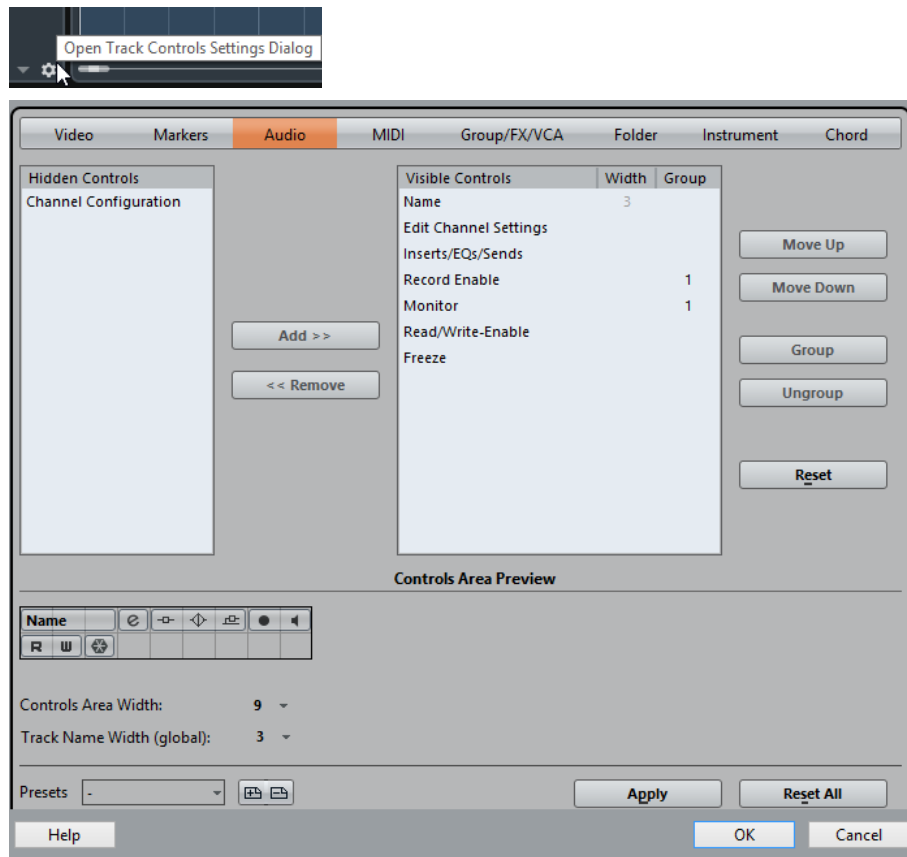 Open Track Controls Settings Dialog
Video Markers Audio MIDI Group/FX/VCA Folder Instrument Chord
Hidden Controls
Channel Configuration
Add >>
<< Remove
Visible Controls Width Group
Name 3
Edit Channel Settings
Inserts/EQs/Sends
Record Enable 1
Monitor 1
Read/Write-Enable
Freeze
Move Up
Move Down
Group
Ungroup
Reset
Controls Area Preview
Name e
R W
Controls Area Width: 9
Track Name Width (global): 3
Presets - Apply Reset All
Help OK Cancel